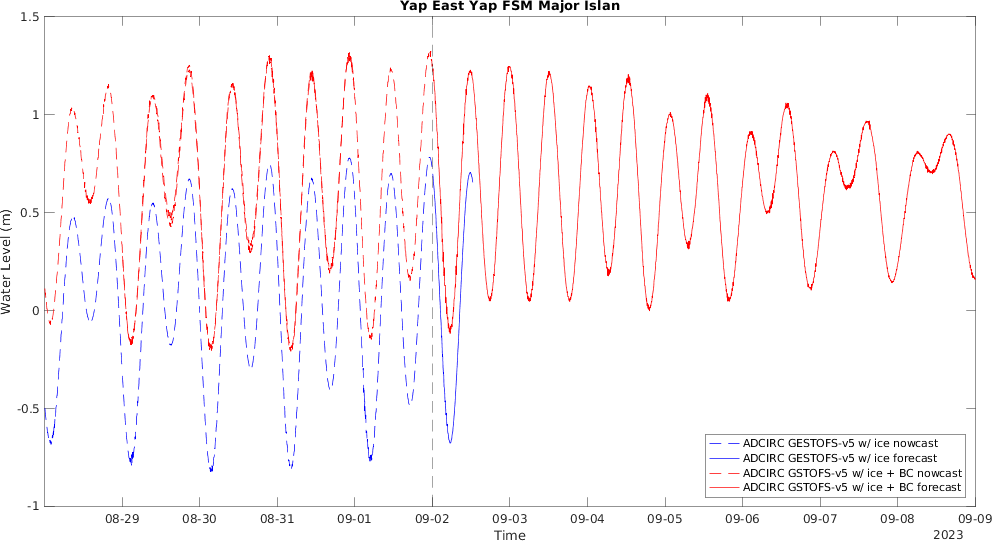 Yap East Yap FSM Major Islan
1.5
1
0.5
0
-0.5
-1
Water Level (m)
ADCIRC GESTOFS-v5 w/ ice nowcast
ADCIRC GESTOFS-v5 w/ ice forecast
ADCIRC GSTOFS-v5 w/ ice + BC nowcast
ADCIRC GSTOFS-v5 w/ ice + BC forecast
08-29 08-30 08-31 09-01 09-02 09-03 09-04 09-05 09-06 09-07 09-08 09-09
Time
2023